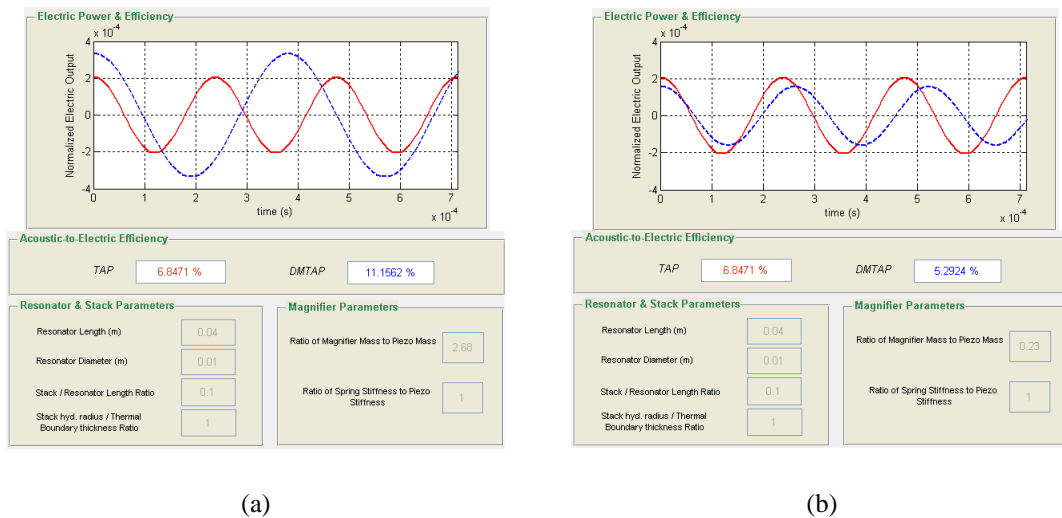 Electric Power & Efficiency
x 10⁻⁴
Normalized Electric Output
4
2
0
-2
-4
0 1 2 3 4 5 6 7
time (s)
x 10⁻⁴
Acoustic-to-Electric Efficiency
TAP 6.8471 % DMTAP 11.1562 %
Resonator & Stack Parameters
Resonator Length (m) 0.04
Resonator Diameter (m) 0.01
Stack / Resonator Length Ratio 0.1
Stack hyd. radius / Thermal
Boundary thickness Ratio 1
Magnifier Parameters
Ratio of Magnifier Mass to Piezo Mass 2.68
Ratio of Spring Stiffness to Piezo
Stiffness 1
(a)
Electric Power & Efficiency
x 10⁻⁴
Normalized Electric Output
4
2
0
-2
-4
0 1 2 3 4 5 6 7
time (s)
x 10⁻⁴
Acoustic-to-Electric Efficiency
TAP 6.8471 % DMTAP 5.2924 %
Resonator & Stack Parameters
Resonator Length (m) 0.04
Resonator Diameter (m) 0.01
Stack / Resonator Length Ratio 0.1
Stack hyd. radius / Thermal
Boundary thickness Ratio 1
Magnifier Parameters
Ratio of Magnifier Mass to Piezo Mass 0.23
Ratio of Spring Stiffness to Piezo
Stiffness 1
(b)